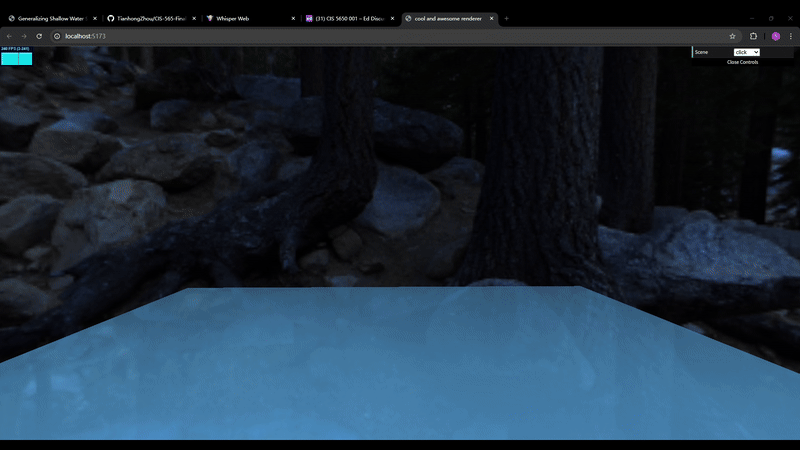 Generalizing Shallow Water S
TianhongZhou/CIS-565-Final
Whisper Web
(31) CIS 5650 001 – Ed Discu
cool and awesome renderer
localhost:5173
Scene
click
Close Controls